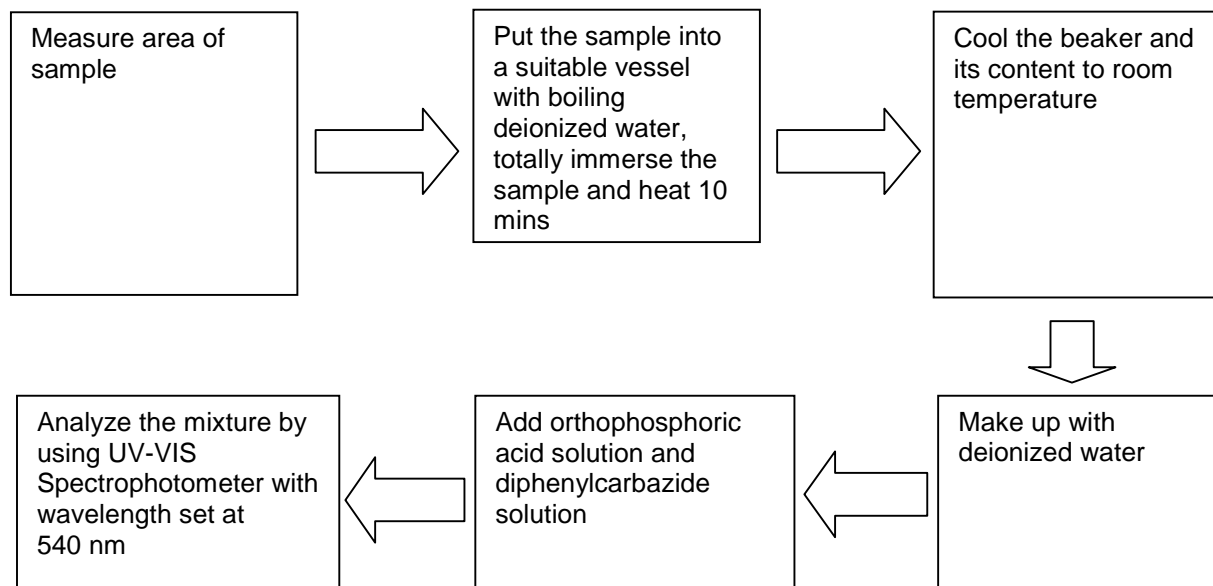 Measure area of
sample
Put the sample into
a suitable vessel
with boiling
deionized water,
totally immerse the
sample and heat 10
mins
Cool the beaker and
its content to room
temperature
Make up with
deionized water
Add orthophosphoric
acid solution and
diphenylcarbazide
solution
Analyze the mixture by
using UV-VIS
Spectrophotometer with
wavelength set at
540 nm